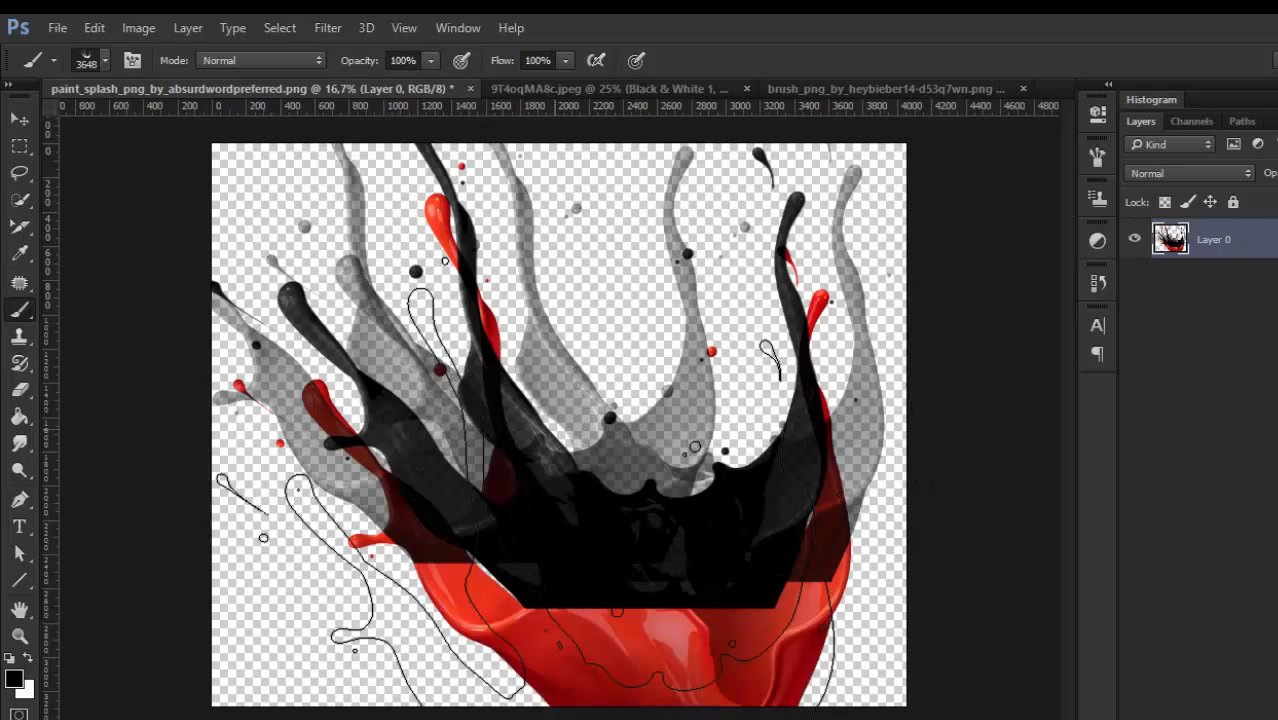 Ps File Edit Image Layer Type Select Filter 3D View Window Help
3648 Mode: Normal Opacity: 100% Flow: 100%
paint_splash_png_by_absurdwordpreferred.png @ 16,7% (Layer 0, RGB/8) * × 9T4oqMA8c.jpeg @ 25% (Black & White 1, ... × brush_png_by_heybieber14-d53q7wn.png ... ×
0 800 600 400 200 0 200 400 600 800 1000 1200 1400 1600 1800 2000 2200 2400 2600 2800 3000 3200 3400 3600 3800 4000 4200 4400 4600 4800
Histogram
Layers Channels Paths
Kind
Normal Op
Lock:
Layer 0